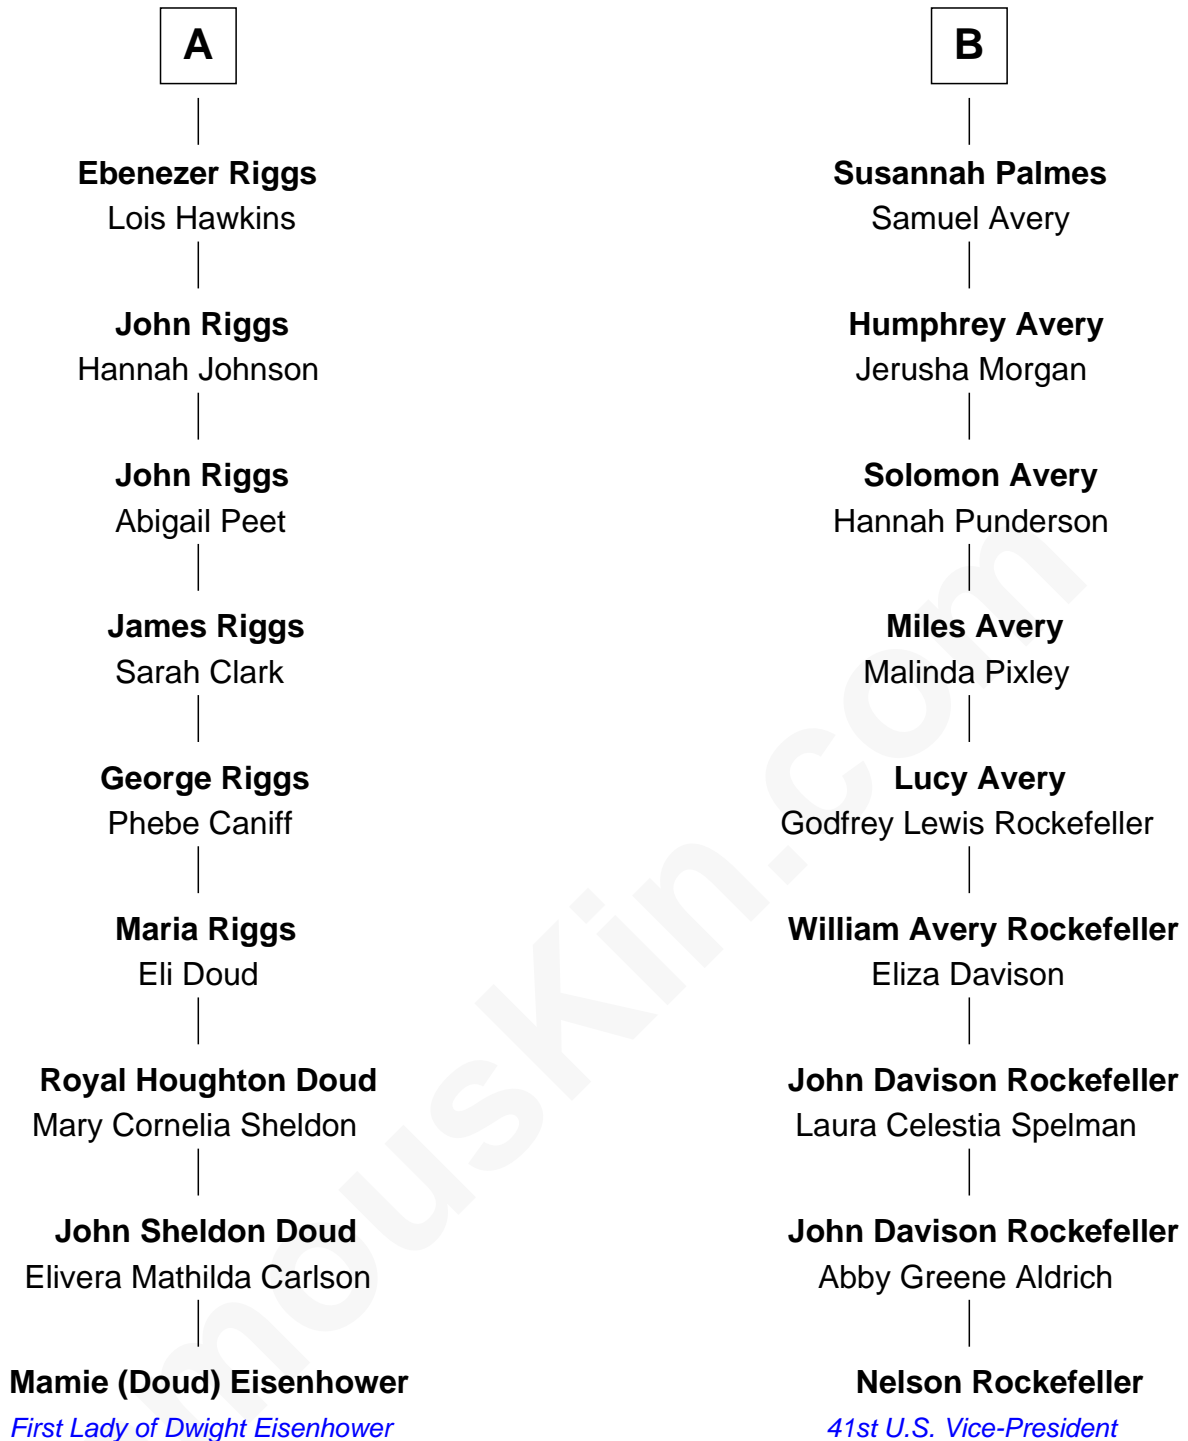 A
B
Ebenezer Riggs
Lois Hawkins
Susannah Palmes
Samuel Avery
John Riggs
Hannah Johnson
Humphrey Avery
Jerusha Morgan
John Riggs
Abigail Peet
Solomon Avery
Hannah Punderson
James Riggs
Sarah Clark
Miles Avery
Malinda Pixley
George Riggs
Phebe Caniff
Lucy Avery
Godfrey Lewis Rockefeller
Maria Riggs
Eli Doud
William Avery Rockefeller
Eliza Davison
Royal Houghton Doud
Mary Cornelia Sheldon
John Davison Rockefeller
Laura Celestia Spelman
John Sheldon Doud
Elivera Mathilda Carlson
John Davison Rockefeller
Abby Greene Aldrich
Mamie (Doud) Eisenhower
First Lady of Dwight Eisenhower
Nelson Rockefeller
41st U.S. Vice-President
mousKin.com